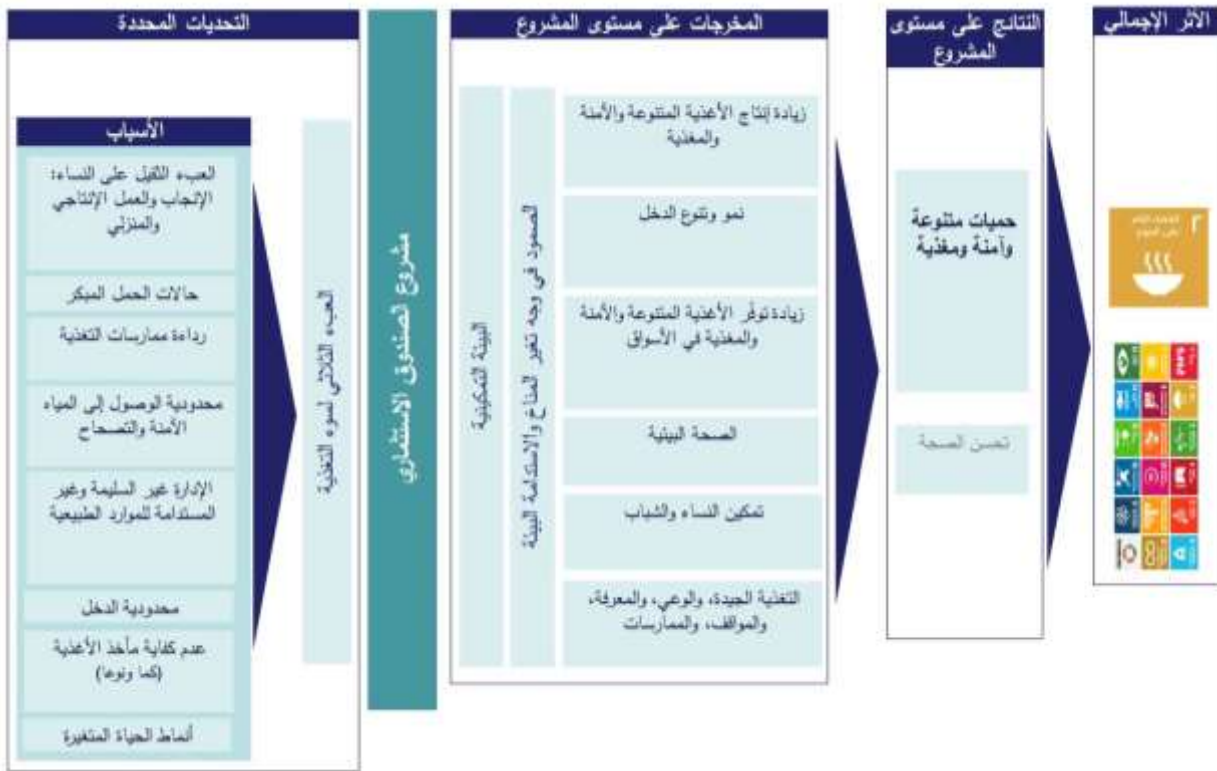 التحديات المحددة
الأسباب
العبء الثقيل على النساء:
الإنجاب والعمل الإنتاجي
والمنزلي
حالات الحمل المبكر
رداءة ممارسات التغذية
محدودية الوصول إلى المياه
الآمنة والتصحاح
الإدارة غير السليمة وغير
المستدامة للموارد الطبيعية
محدودية الدخل
عدم كفاية مأخذ الأغذية
(كما ونوعا)
أنماط الحياة المتغيرة
العبء الثلاثي لسوء التغذية
مشروع الصندوق الاستثماري
المخرجات على مستوى المشروع
البيئة التمكينية
الصمود في وجه تغير المناخ والاستدامة البيئة
زيادة إنتاج الأغذية المتنوعة والآمنة
والمغذية
نمو وتنوع الدخل
زيادة توفّر الأغذية المتنوعة والآمنة
والمغذية في الأسواق
الصحة البيئية
تمكين النساء والشباب
التغذية الجيدة، والوعي، والمعرفة،
والمواقف، والممارسات
النتائج على مستوى
المشروع
حميات متنوعة
وآمنة ومغذية
تحسن الصحة
الأثر الإجمالي
٢